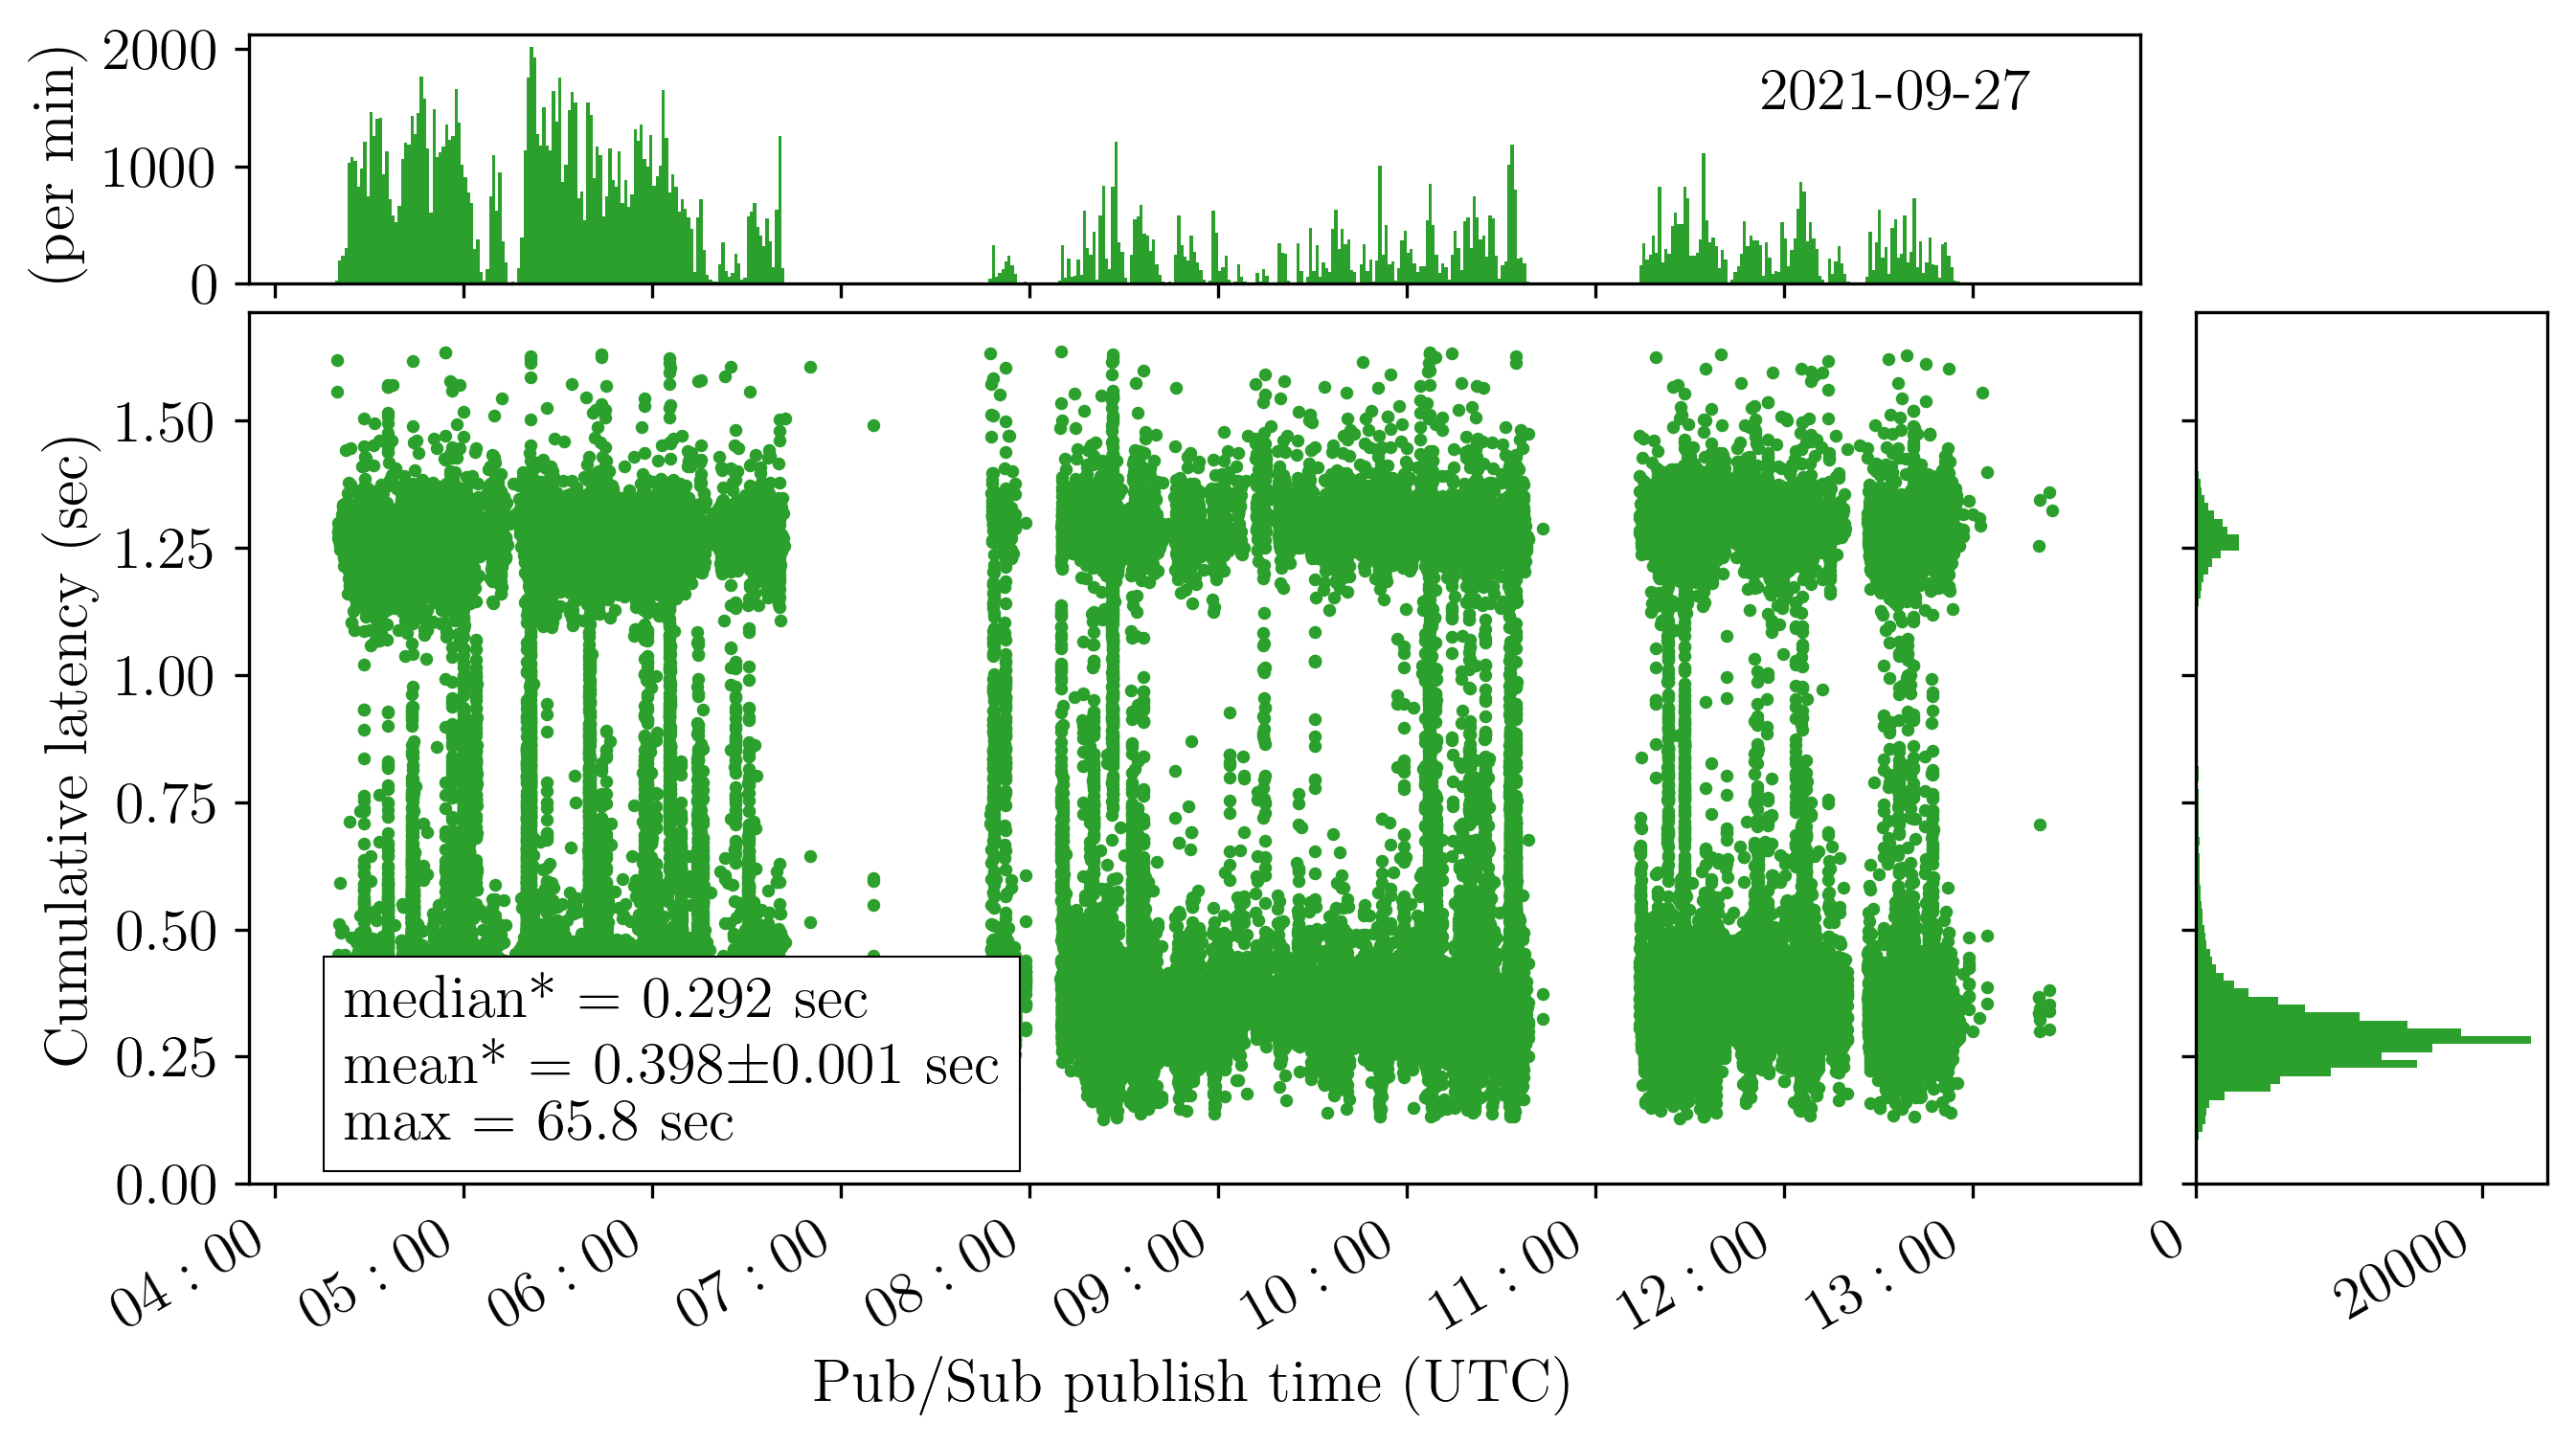 2000
1000
0
(per min)
2021-09-27
Cumulative latency (sec)
1.50
1.25
1.00
0.75
0.50
0.25
0.00
median* = 0.292 sec
mean* = 0.398±0.001 sec
max = 65.8 sec
04 : 00
05 : 00
06 : 00
07 : 00
08 : 00
09 : 00
10 : 00
11 : 00
12 : 00
13 : 00
0
20000
Pub/Sub publish time (UTC)